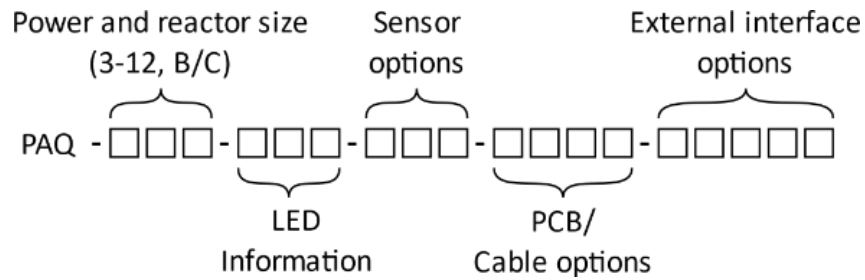 Power and reactor size
(3-12, B/C)
Sensor
options
External interface
options
PAQ -□□□-□□□-□□□-□□□□-□□□□□
LED
Information
PCB/
Cable options